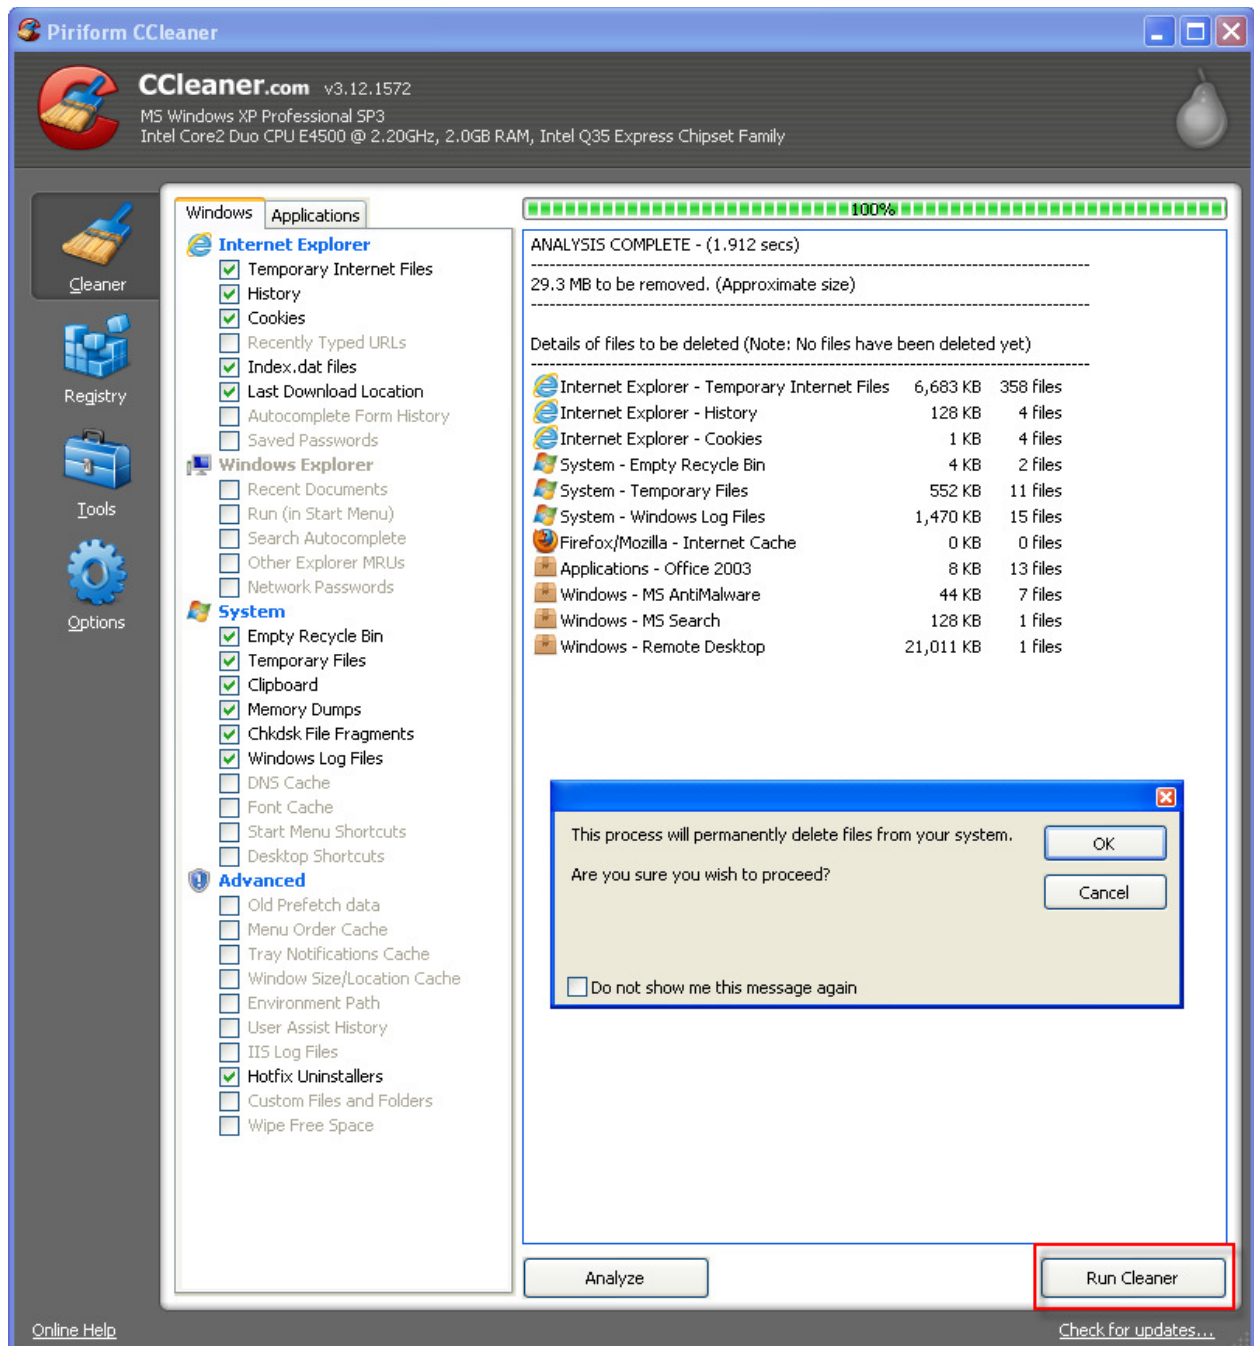 Piriform CCleaner
CCleaner.com v3.12.1572
MS Windows XP Professional SP3
Intel Core2 Duo CPU E4500 @ 2.20GHz, 2.0GB RAM, Intel Q35 Express Chipset Family
Cleaner
Registry
Tools
Options
Windows
Applications
Internet Explorer
Temporary Internet Files
History
Cookies
Recently Typed URLs
Index.dat files
Last Download Location
Autocomplete Form History
Saved Passwords
Windows Explorer
Recent Documents
Run (in Start Menu)
Search Autocomplete
Other Explorer MRUs
Network Passwords
System
Empty Recycle Bin
Temporary Files
Clipboard
Memory Dumps
Chkdsk File Fragments
Windows Log Files
DNS Cache
Font Cache
Start Menu Shortcuts
Desktop Shortcuts
Advanced
Old Prefetch data
Menu Order Cache
Tray Notifications Cache
Window Size/Location Cache
Environment Path
User Assist History
IIS Log Files
Hotfix Uninstallers
Custom Files and Folders
Wipe Free Space
100%
ANALYSIS COMPLETE - (1.912 secs)
29.3 MB to be removed. (Approximate size)
Details of files to be deleted (Note: No files have been deleted yet)
Internet Explorer - Temporary Internet Files 6,683 KB 358 files
Internet Explorer - History 128 KB 4 files
Internet Explorer - Cookies 1 KB 4 files
System - Empty Recycle Bin 4 KB 2 files
System - Temporary Files 552 KB 11 files
System - Windows Log Files 1,470 KB 15 files
Firefox/Mozilla - Internet Cache 0 KB 0 files
Applications - Office 2003 8 KB 13 files
Windows - MS AntiMalware 44 KB 7 files
Windows - MS Search 128 KB 1 files
Windows - Remote Desktop 21,011 KB 1 files
This process will permanently delete files from your system.
Are you sure you wish to proceed?
OK
Cancel
Do not show me this message again
Analyze
Run Cleaner
Online Help
Check for updates...